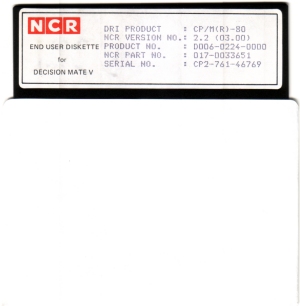 NCR
END USER DISKETTE
for
DECISION MATE V
DRI PRODUCT : CP/M(R)-80
NCR VERSION NO.: 2.2 (03.00)
PRODUCT NO. : D006-0224-0000
NCR PART NO. : 017-0033651
SERIAL NO. : CP2-761-46769